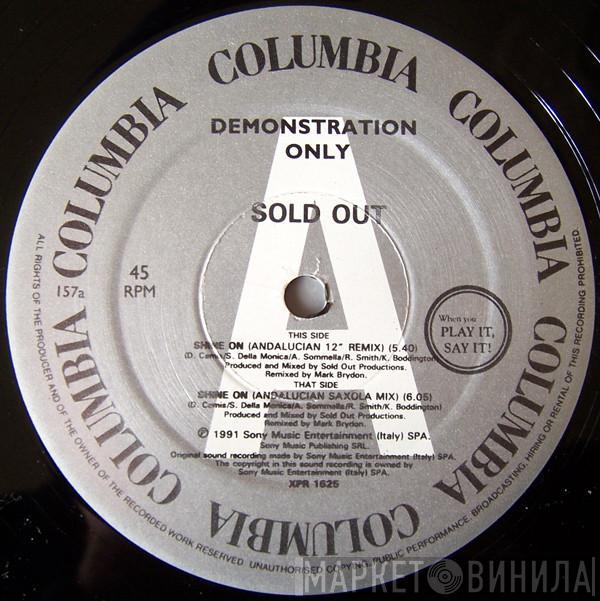 COLUMBIA COLUMBIA COLUMBIA COLUMBIA COLUMBIA COLUMBIA COLUMBIA COLUMBIA COLUMBIA
DEMONSTRATION
ONLY
SOLD OUT
45
RPM
157a
When you
PLAY IT,
SAY IT!
THIS SIDE
SHINE ON (ANDALUCIAN 12" REMIX) (5.40)
(D. Camis/S. Della Monica/A. Sommella/R. Smith/K. Boddington)
Produced and Mixed by Sold Out Productions.
Remixed by Mark Brydon.
THAT SIDE
SHINE ON (ANDALUCIAN SAXOLA MIX) (6.05)
(D. Camis/S. Della Monica/A. Sommella/R. Smith/K. Boddington)
Produced and Mixed by Sold Out Productions.
Remixed by Mark Brydon.
℗ © 1991 Sony Music Entertainment (Italy) SPA.
Sony Music Publishing SRL.
Original sound recording made by Sony Music Entertainment (Italy) SPA.
The copyright in this sound recording is owned by
Sony Music Entertainment (Italy) SPA.
XPR 1625
ALL RIGHTS OF THE PRODUCER AND OF THE OWNER OF THE RECORDED WORK RESERVED. UNAUTHORISED COPYING, PUBLIC PERFORMANCE, BROADCASTING, HIRING OR RENTAL OF THIS RECORDING PROHIBITED.
A
МАРКЕТ ВИНИЛА